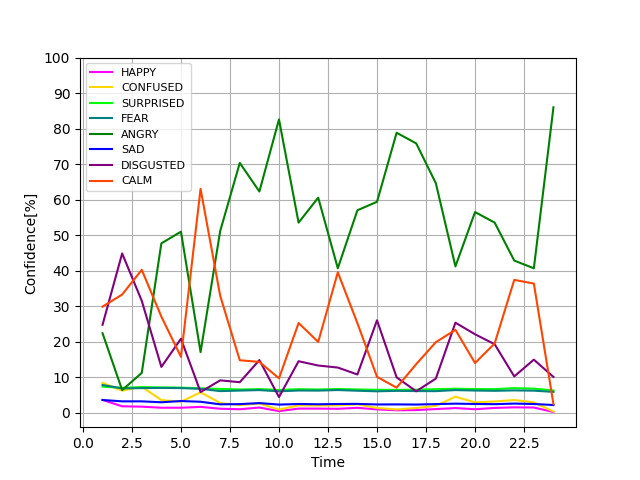 100
90
80
70
60
50
40
30
20
10
0
Confidence[%]
HAPPY
CONFUSED
SURPRISED
FEAR
ANGRY
SAD
DISGUSTED
CALM
0.0 2.5 5.0 7.5 10.0 12.5 15.0 17.5 20.0 22.5
Time